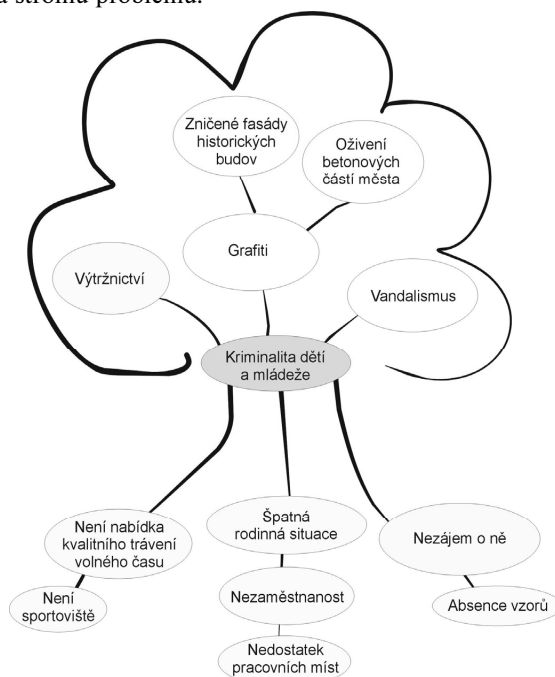 a stromu problémů.
Zničené fasády
historických
budov
Oživení
betonových
částí města
Grafiti
Výtržnictví
Vandalismus
Kriminalita dětí
a mládeže
Není nabídka
kvalitního trávení
volného času
Špatná
rodinná situace
Nezájem o ně
Není
sportoviště
Nezaměstnanost
Absence vzorů
Nedostatek
pracovních míst